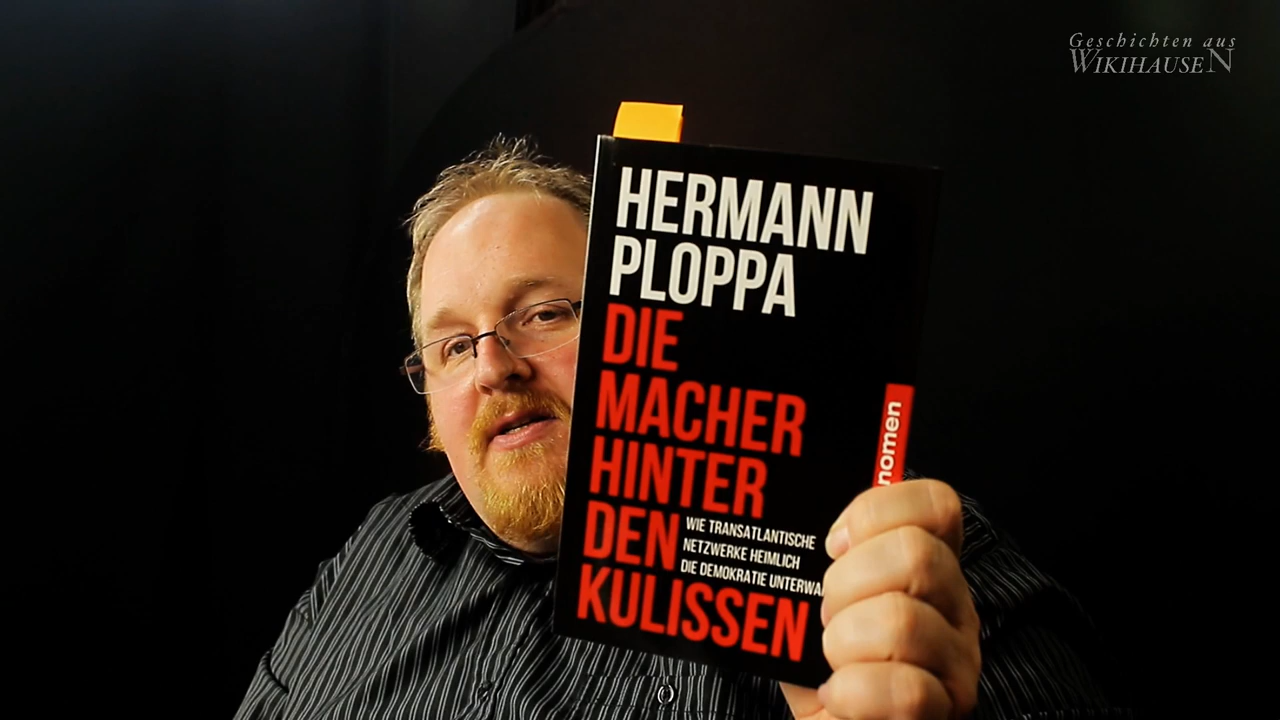 Geschichten aus
WIKIHAUSEN
HERMANN
PLOPPA
DIE
MACHER
HINTER
DEN
KULISSEN
WIE TRANSATLANTISCHE
NETZWERKE HEIMLICH
DIE DEMOKRATIE
nomen